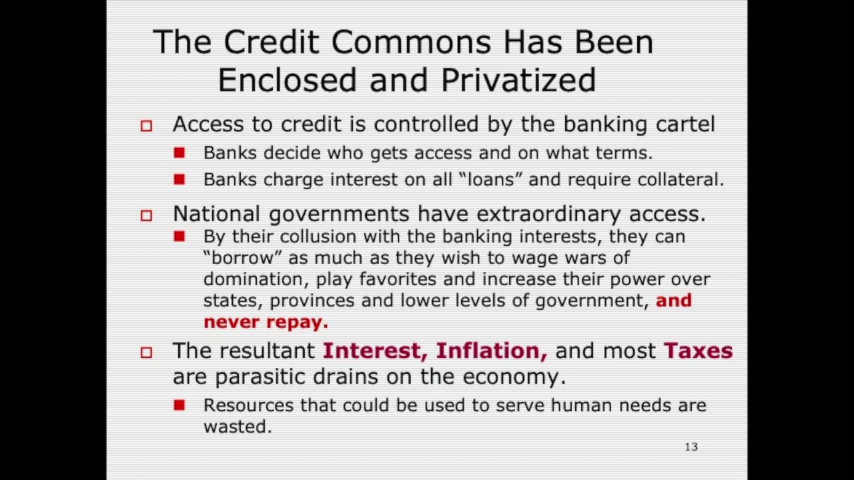 The Credit Commons Has Been
Enclosed and Privatized
Access to credit is controlled by the banking cartel
Banks decide who gets access and on what terms.
Banks charge interest on all “loans” and require collateral.
National governments have extraordinary access.
By their collusion with the banking interests, they can
“borrow” as much as they wish to wage wars of
domination, play favorites and increase their power over
states, provinces and lower levels of government, and
never repay.
The resultant Interest, Inflation, and most Taxes
are parasitic drains on the economy.
Resources that could be used to serve human needs are
wasted.
13